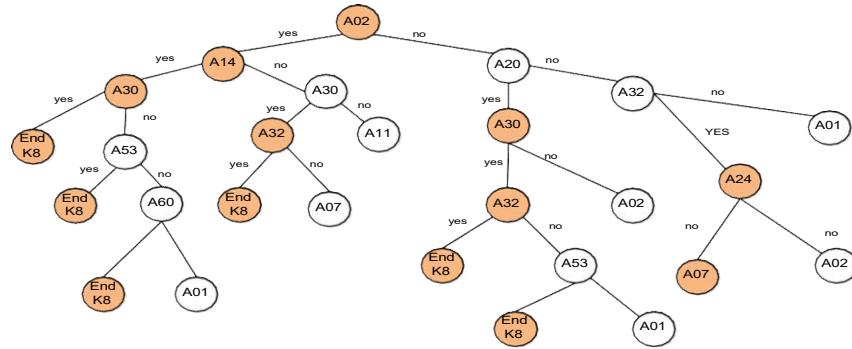 A02
yes
no
A14
A20
yes
no
no
A30
A30
A32
yes
no
yes
no
yes
no
YES
End
K8
A53
A32
A11
A30
A01
yes
no
yes
no
yes
no
A24
End
K8
A60
End
K8
A07
A32
A02
yes
no
no
no
End
K8
A01
End
K8
A53
A07
A02
End
K8
A01